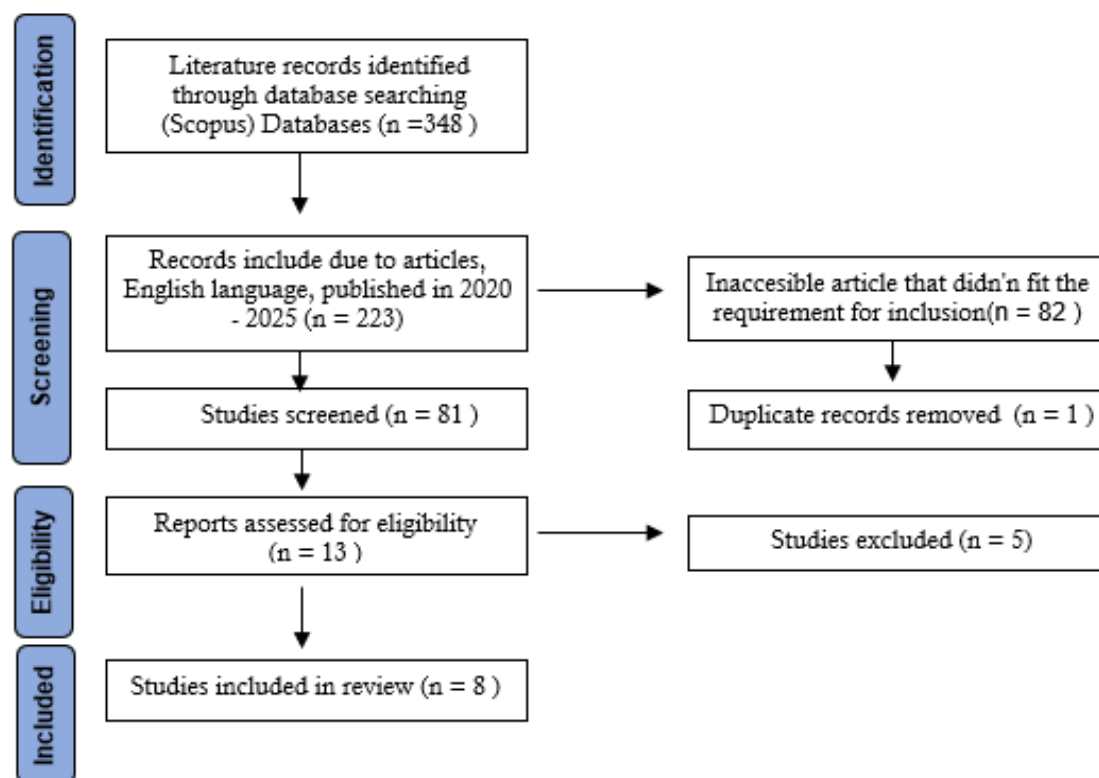 Identification
Literature records identified
through database searching
(Scopus) Databases (n =348 )
Screening
Records include due to articles,
English language, published in 2020
- 2025 (n = 223)
Inaccesible article that didn'n fit the
requirement for inclusion(n = 82 )
Studies screened (n = 81 )
Duplicate records removed (n = 1 )
Eligibility
Reports assessed for eligibility
(n = 13 )
Studies excluded (n = 5)
Included
Studies included in review (n = 8 )